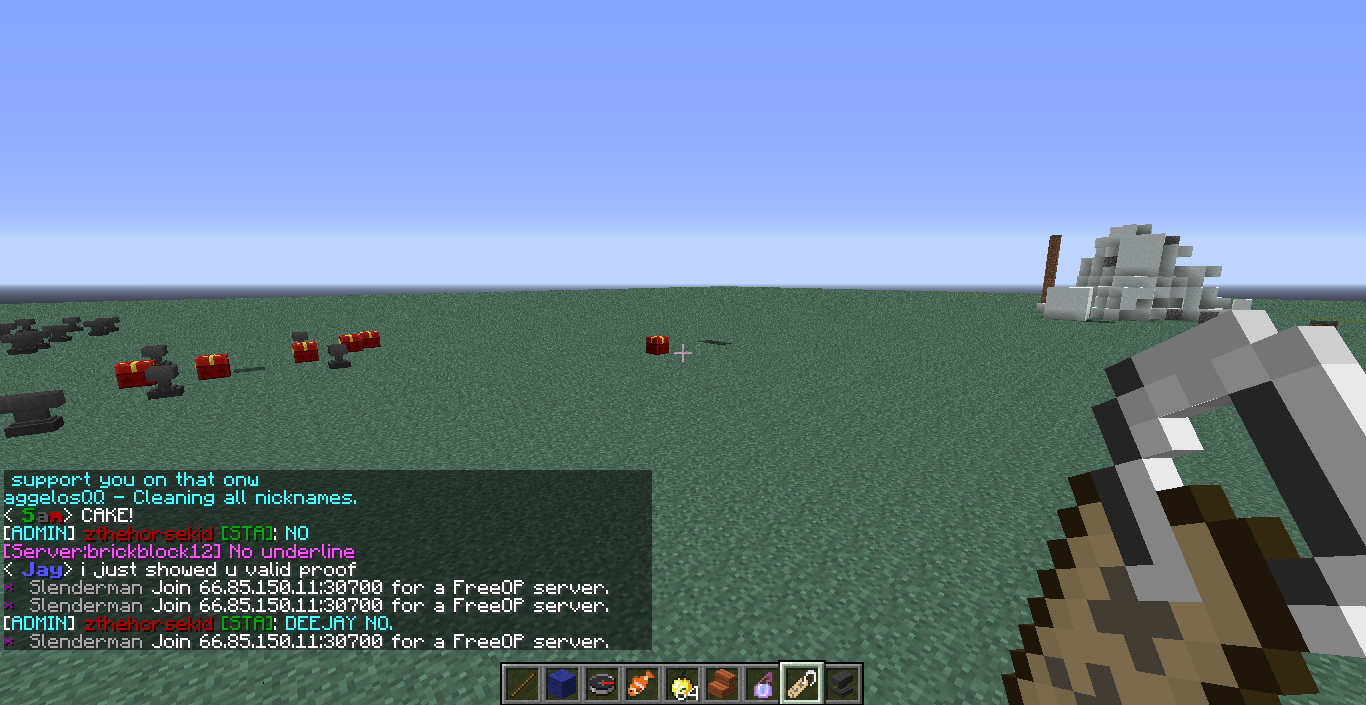 support you on that onw
aggelosQQ - Cleaning all nicknames.
< San> CAKE!
[ADMIN] zthehorsekid [STA]: NO
[Server:brickblock12] No underline
< Jay> i just showed u valid proof
* Slenderman Join 66.85.150.11:30700 for a FreeOP server.
* Slenderman Join 66.85.150.11:30700 for a FreeOP server.
[ADMIN] zthehorsekid [STA]: DEEJAY NO.
* Slenderman Join 66.85.150.11:30700 for a FreeOP server.
64